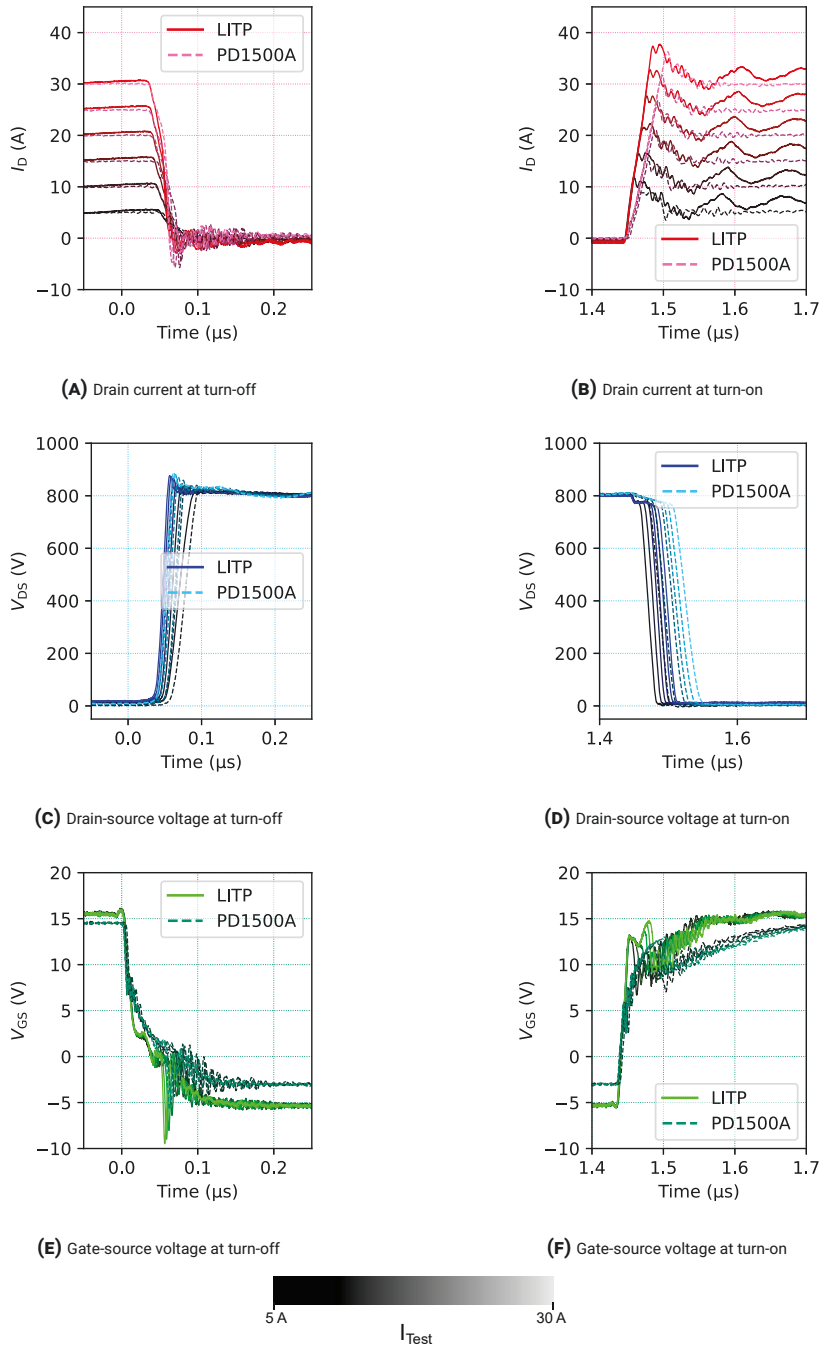 LITP
PD1500A
40
30
20
10
0
−10
I_D (A)
0.0 0.1 0.2
Time (µs)
(A) Drain current at turn-off
40
30
20
10
0
−10
I_D (A)
LITP
PD1500A
1.4 1.5 1.6 1.7
Time (µs)
(B) Drain current at turn-on
1000
800
600
400
200
0
V_DS (V)
LITP
PD1500A
0.0 0.1 0.2
Time (µs)
(C) Drain-source voltage at turn-off
1000
800
600
400
200
0
V_DS (V)
LITP
PD1500A
1.4 1.6
Time (µs)
(D) Drain-source voltage at turn-on
20
15
10
5
0
−5
−10
V_GS (V)
LITP
PD1500A
0.0 0.1 0.2
Time (µs)
(E) Gate-source voltage at turn-off
20
15
10
5
0
−5
−10
V_GS (V)
LITP
PD1500A
1.4 1.5 1.6 1.7
Time (µs)
(F) Gate-source voltage at turn-on
5 A 30 A
I_Test